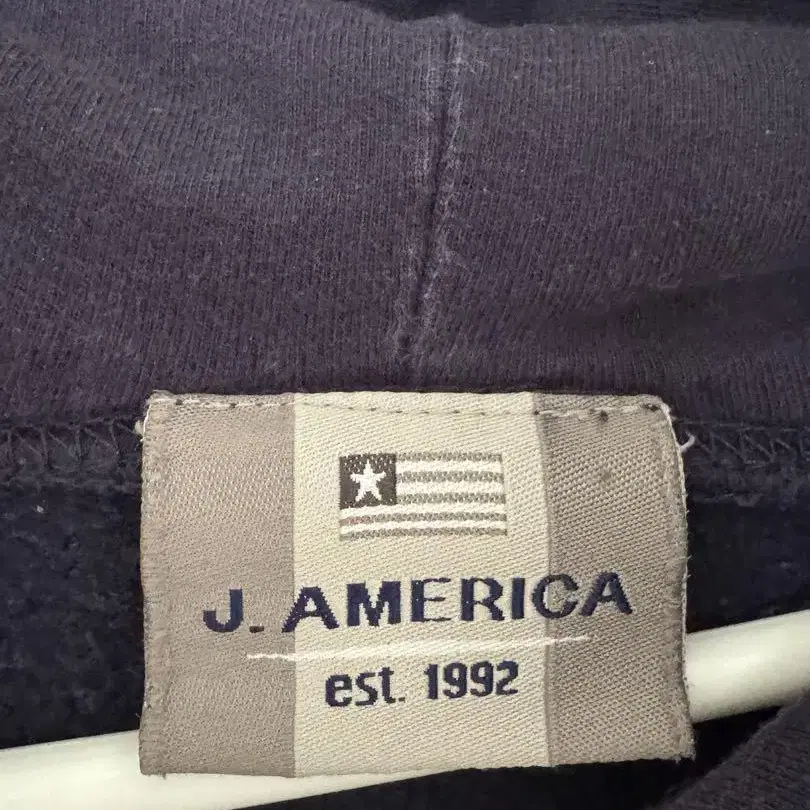 J. AMERICA
est. 1992